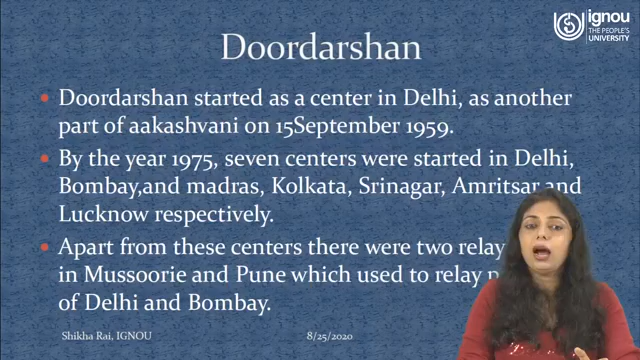 ignou
THE PEOPLE'S
UNIVERSITY
Doordarshan
• Doordarshan started as a center in Delhi, as another
part of aakashvani on 15September 1959.
• By the year 1975, seven centers were started in Delhi,
Bombay,and madras, Kolkata, Srinagar, Amritsar and
Lucknow respectively.
• Apart from these centers there were two relay
in Mussoorie and Pune which used to relay
of Delhi and Bombay.
Shikha Rai, IGNOU 8/25/2020